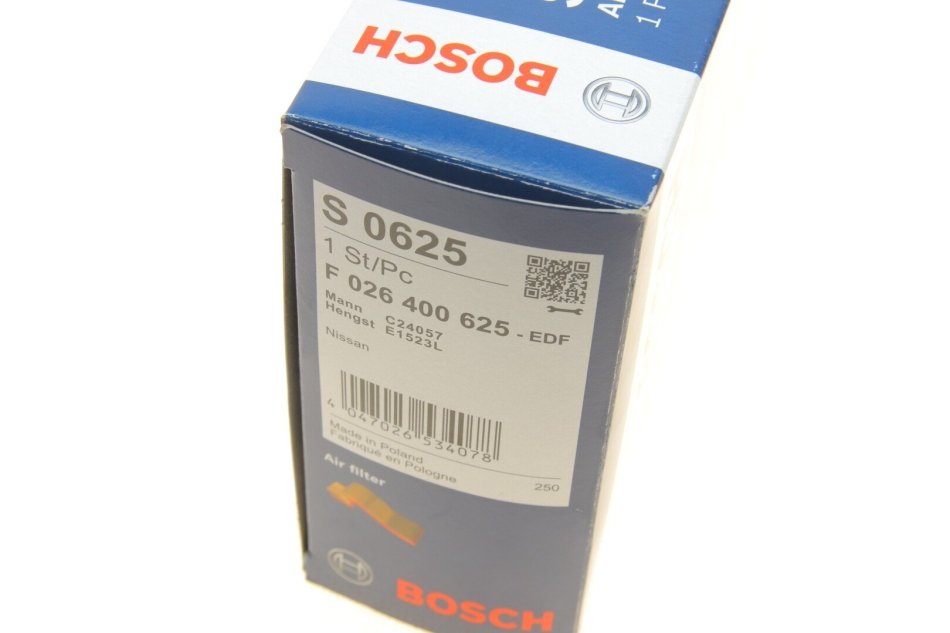 BOSCH
S 0625
1 St/Pc
F 026 400 625 - EDF
Mann C24057
Hengst E1523L
Nissan
4 047026 534078
Made in Poland
Fabriqué en Pologne
250
Air filter
BOSCH